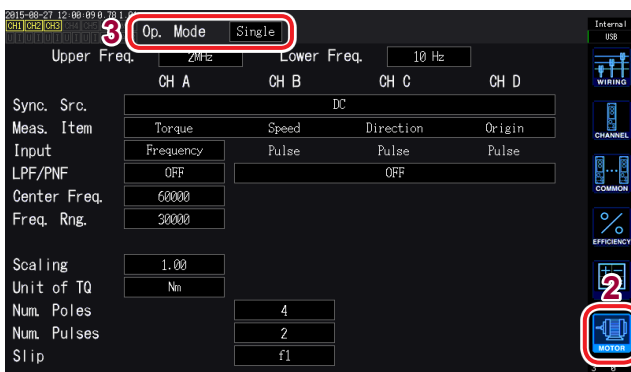 2015-08-27 12:00:09 0.781
CH1 CH2 CH3
3 Op. Mode Single
Internal
USB
Upper Freq. 2MHz Lower Freq. 10 Hz
CH A CH B CH C CH D
WIRING
Sync. Src. DC
Meas. Item Torque Speed Direction Origin
CHANNEL
Input Frequency Pulse Pulse Pulse
LPF/PNF OFF OFF
COMMON
Center Freq. 60000
Freq. Rng. 30000
%
EFFICIENCY
Scaling 1.00
Unit of TQ Nm
2
Num. Poles 4
Num. Pulses 2
MOTOR
Slip f1